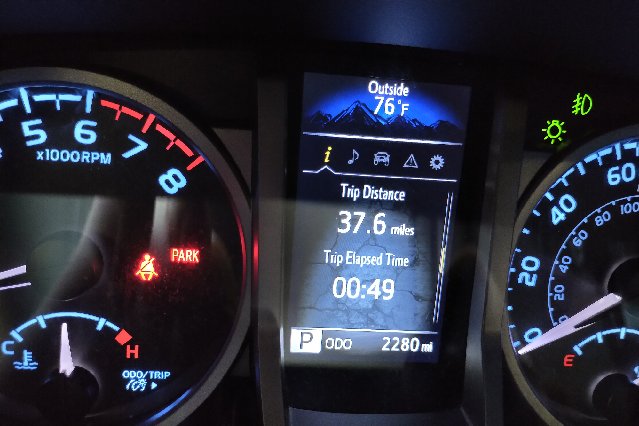 5
6
7
8
x1000RPM
PARK
C
H
ODO/TRIP
Outside
76°F
i
Trip Distance
37.6 miles
Trip Elapsed Time
00:49
P ODO 2280 mi
0
20
40
60
20
40
60
80
100
E